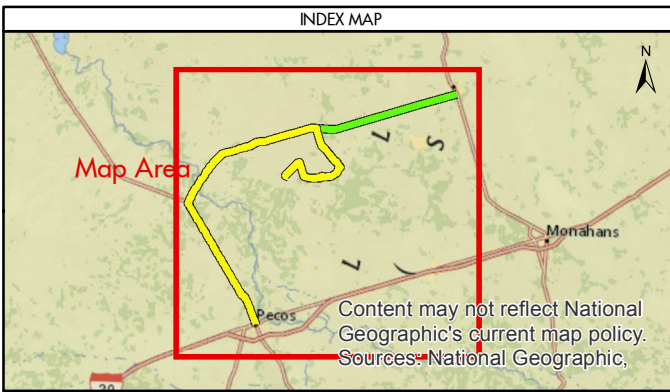 INDEX MAP
N
L
S
Map Area
Monahans
L
(
Pecos
Content may not reflect National
Geographic's current map policy.
Sources: National Geographic,
20